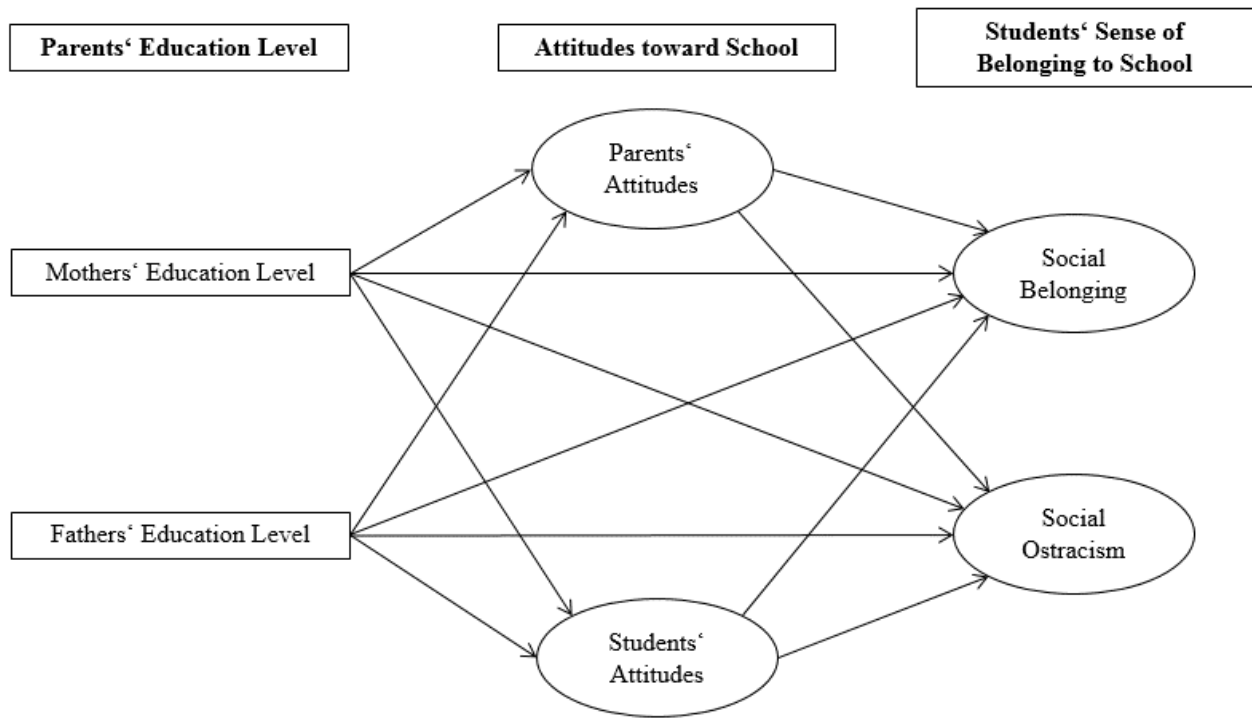 Parents‘ Education Level
Attitudes toward School
Students‘ Sense of
Belonging to School
Parents‘
Attitudes
Mothers‘ Education Level
Social
Belonging
Fathers‘ Education Level
Social
Ostracism
Students‘
Attitudes